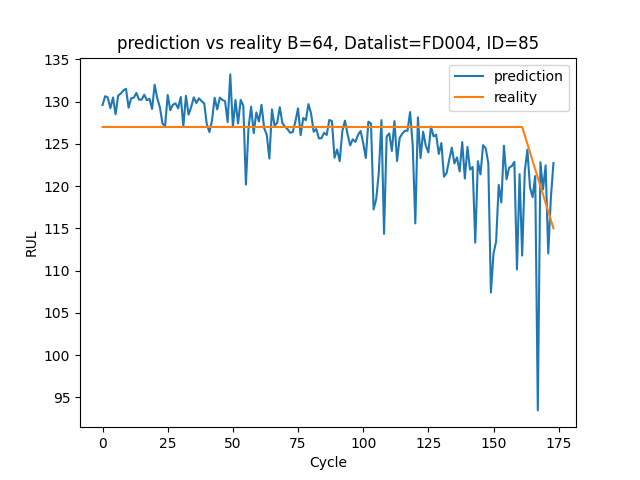 prediction vs reality B=64, Datalist=FD004, ID=85
prediction
reality
RUL
135
130
125
120
115
110
105
100
95
0 25 50 75 100 125 150 175
Cycle